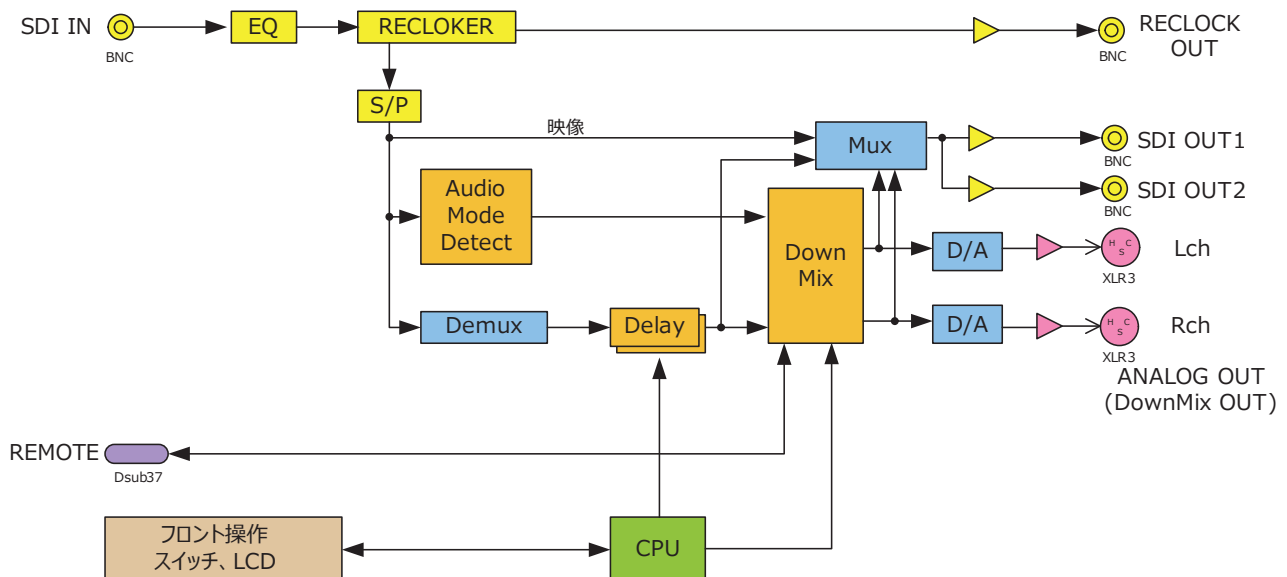 SDI IN
BNC
EQ
RECLOKER
BNC
RECLOCK
OUT
S/P
映像
Mux
BNC
SDI OUT1
BNC
SDI OUT2
Audio
Mode
Detect
Down
Mix
D/A
H C
S
XLR3
Lch
Demux
Delay
D/A
H C
S
XLR3
Rch
ANALOG OUT
(DownMix OUT)
REMOTE
Dsub37
フロント操作
スイッチ、LCD
CPU